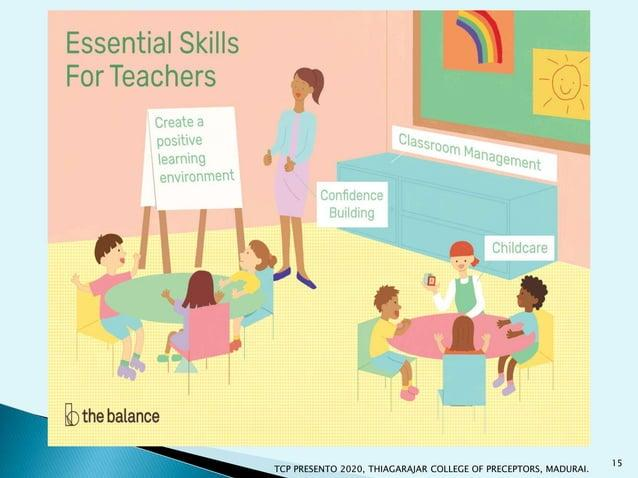 Essential Skills
For Teachers
Create a
positive
learning
environment
Classroom Management
Confidence
Building
Childcare
the balance
TCP PRESENTO 2020, THIAGARAJAR COLLEGE OF PRECEPTORS, MADURAI.
15